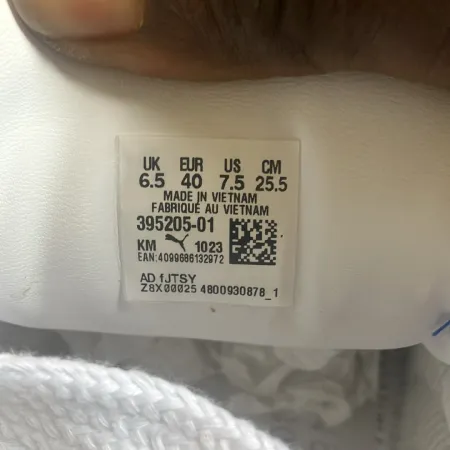 UK EUR US CM
6.5 40 7.5 25.5
MADE IN VIETNAM
FABRIQUÉ AU VIETNAM
395205-01
KM 1023
EAN:4099686132972
AD fJTSY
Z8X00025 4800930878_1